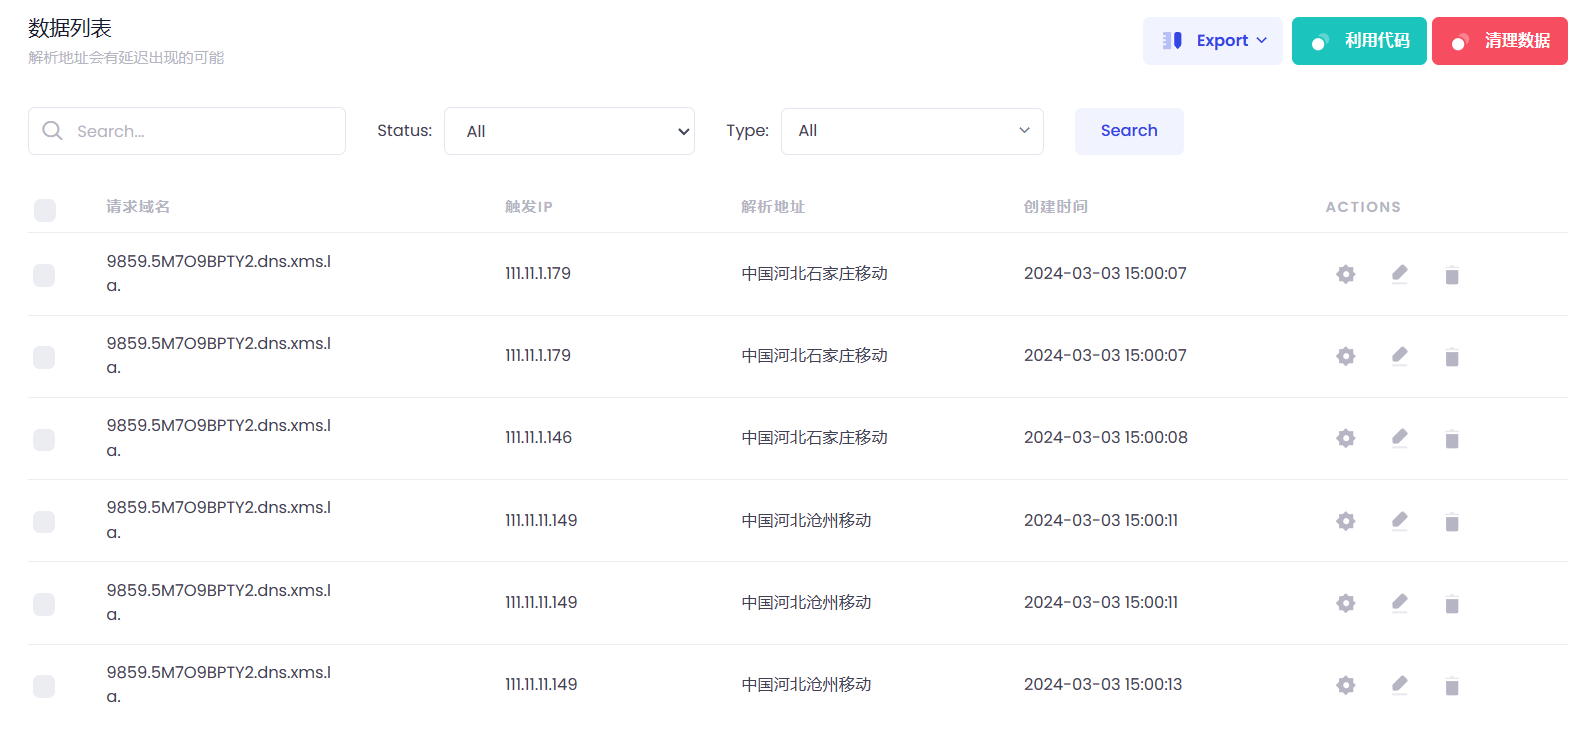 数据列表
解析地址会有延迟出现的可能
Export
利用代码
清理数据
Search...
Status:
All
Type:
All
Search
请求域名 触发IP 解析地址 创建时间 ACTIONS
9859.5M7O9BPTY2.dns.xms.l
a.
111.11.1.179 中国河北石家庄移动 2024-03-03 15:00:07
9859.5M7O9BPTY2.dns.xms.l
a.
111.11.1.179 中国河北石家庄移动 2024-03-03 15:00:07
9859.5M7O9BPTY2.dns.xms.l
a.
111.11.1.146 中国河北石家庄移动 2024-03-03 15:00:08
9859.5M7O9BPTY2.dns.xms.l
a.
111.11.11.149 中国河北沧州移动 2024-03-03 15:00:11
9859.5M7O9BPTY2.dns.xms.l
a.
111.11.11.149 中国河北沧州移动 2024-03-03 15:00:11
9859.5M7O9BPTY2.dns.xms.l
a.
111.11.11.149 中国河北沧州移动 2024-03-03 15:00:13